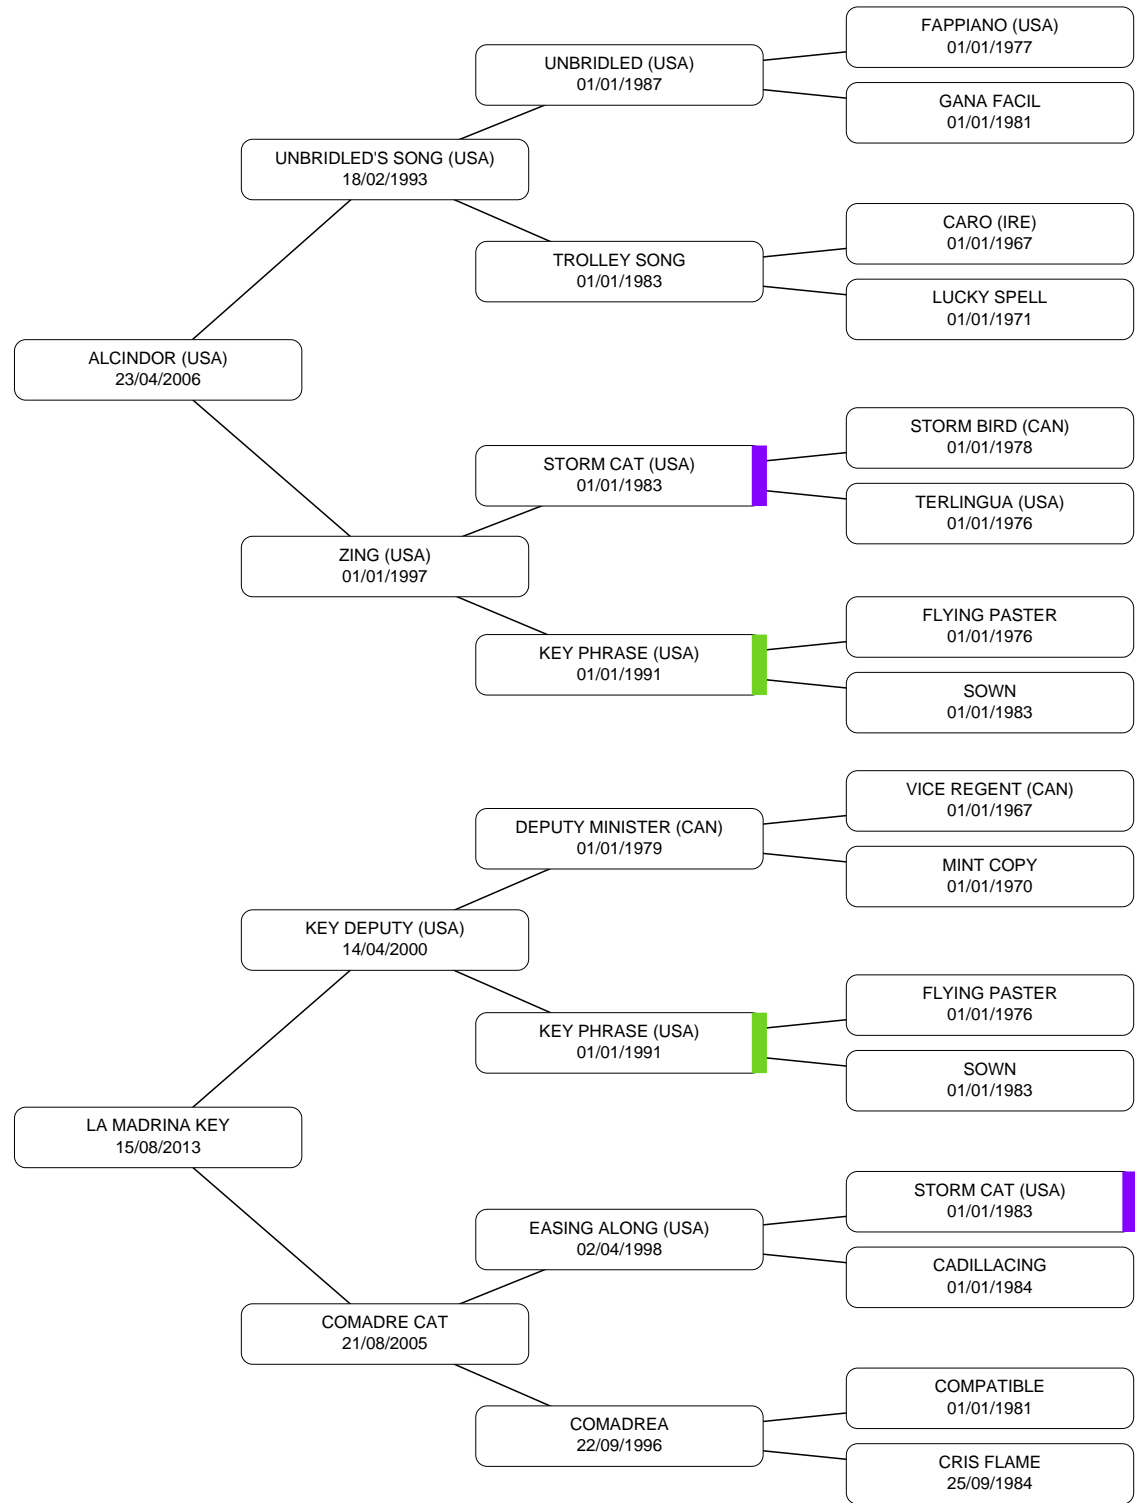 FAPPIANO (USA)
01/01/1977
UNBRIDLED (USA)
01/01/1987
GANA FACIL
01/01/1981
UNBRIDLED'S SONG (USA)
18/02/1993
CARO (IRE)
01/01/1967
TROLLEY SONG
01/01/1983
LUCKY SPELL
01/01/1971
ALCINDOR (USA)
23/04/2006
STORM BIRD (CAN)
01/01/1978
STORM CAT (USA)
01/01/1983
TERLINGUA (USA)
01/01/1976
ZING (USA)
01/01/1997
FLYING PASTER
01/01/1976
KEY PHRASE (USA)
01/01/1991
SOWN
01/01/1983
VICE REGENT (CAN)
01/01/1967
DEPUTY MINISTER (CAN)
01/01/1979
MINT COPY
01/01/1970
KEY DEPUTY (USA)
14/04/2000
FLYING PASTER
01/01/1976
KEY PHRASE (USA)
01/01/1991
SOWN
01/01/1983
LA MADRINA KEY
15/08/2013
STORM CAT (USA)
01/01/1983
EASING ALONG (USA)
02/04/1998
CADILLACING
01/01/1984
COMADRE CAT
21/08/2005
COMPATIBLE
01/01/1981
COMADREA
22/09/1996
CRIS FLAME
25/09/1984